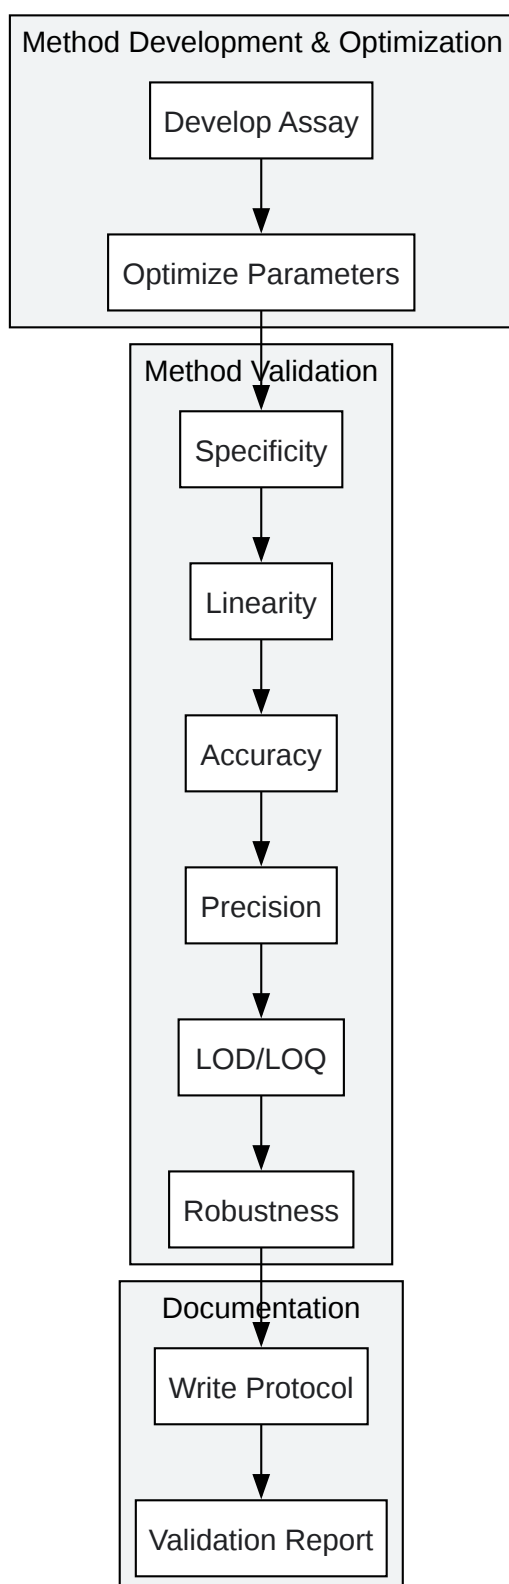 Method Development & Optimization
Develop Assay
Optimize Parameters
Method Validation
Specificity
Linearity
Accuracy
Precision
LOD/LOQ
Robustness
Documentation
Write Protocol
Validation Report